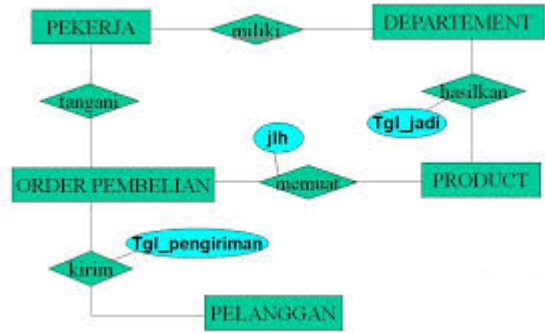 PEKERJA
miliki
DEPARTEMENT
tangani
hasilkan
Tgl_jadi
jlh
ORDER PEMBELIAN
memuat
PRODUCT
Tgl_pengiriman
kirim
PELANGGAN